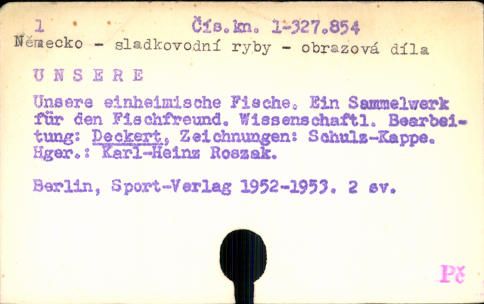 1 Čís.kn. 1-327.854
Německo - sladkovodní ryby - obrazová díla
UNSERE
Unsere einheimische Fische. Ein Sammelwerk
für den Fischfreund. Wissenschaftl. Bearbei-
tung: Deckert, Zeichnungen: Schulz-Kappe.
Hger.: Karl-Heinz Roszak.
Berlin, Sport-Verlag 1952-1953. 2 sv.
Pč